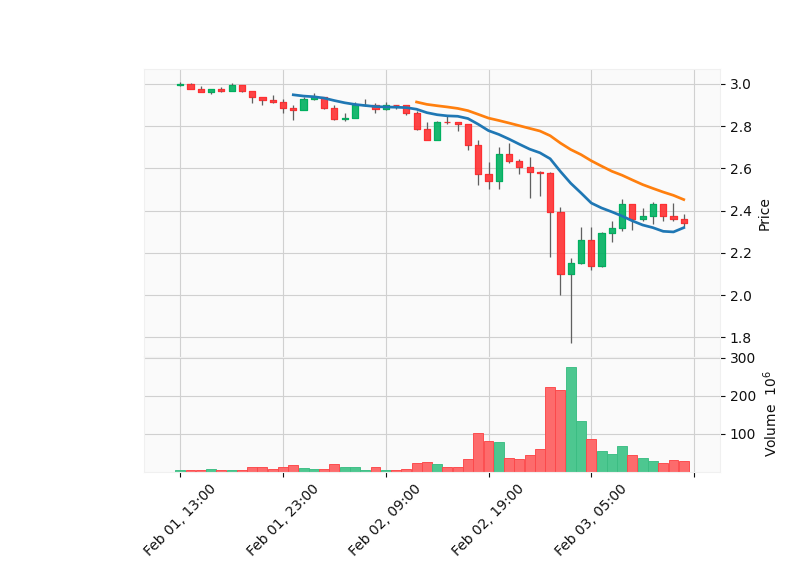 3.0
2.8
2.6
2.4
2.2
2.0
1.8
Price
300
200
100
Volume 10⁶
Feb 01, 13:00
Feb 01, 23:00
Feb 02, 09:00
Feb 02, 19:00
Feb 03, 05:00